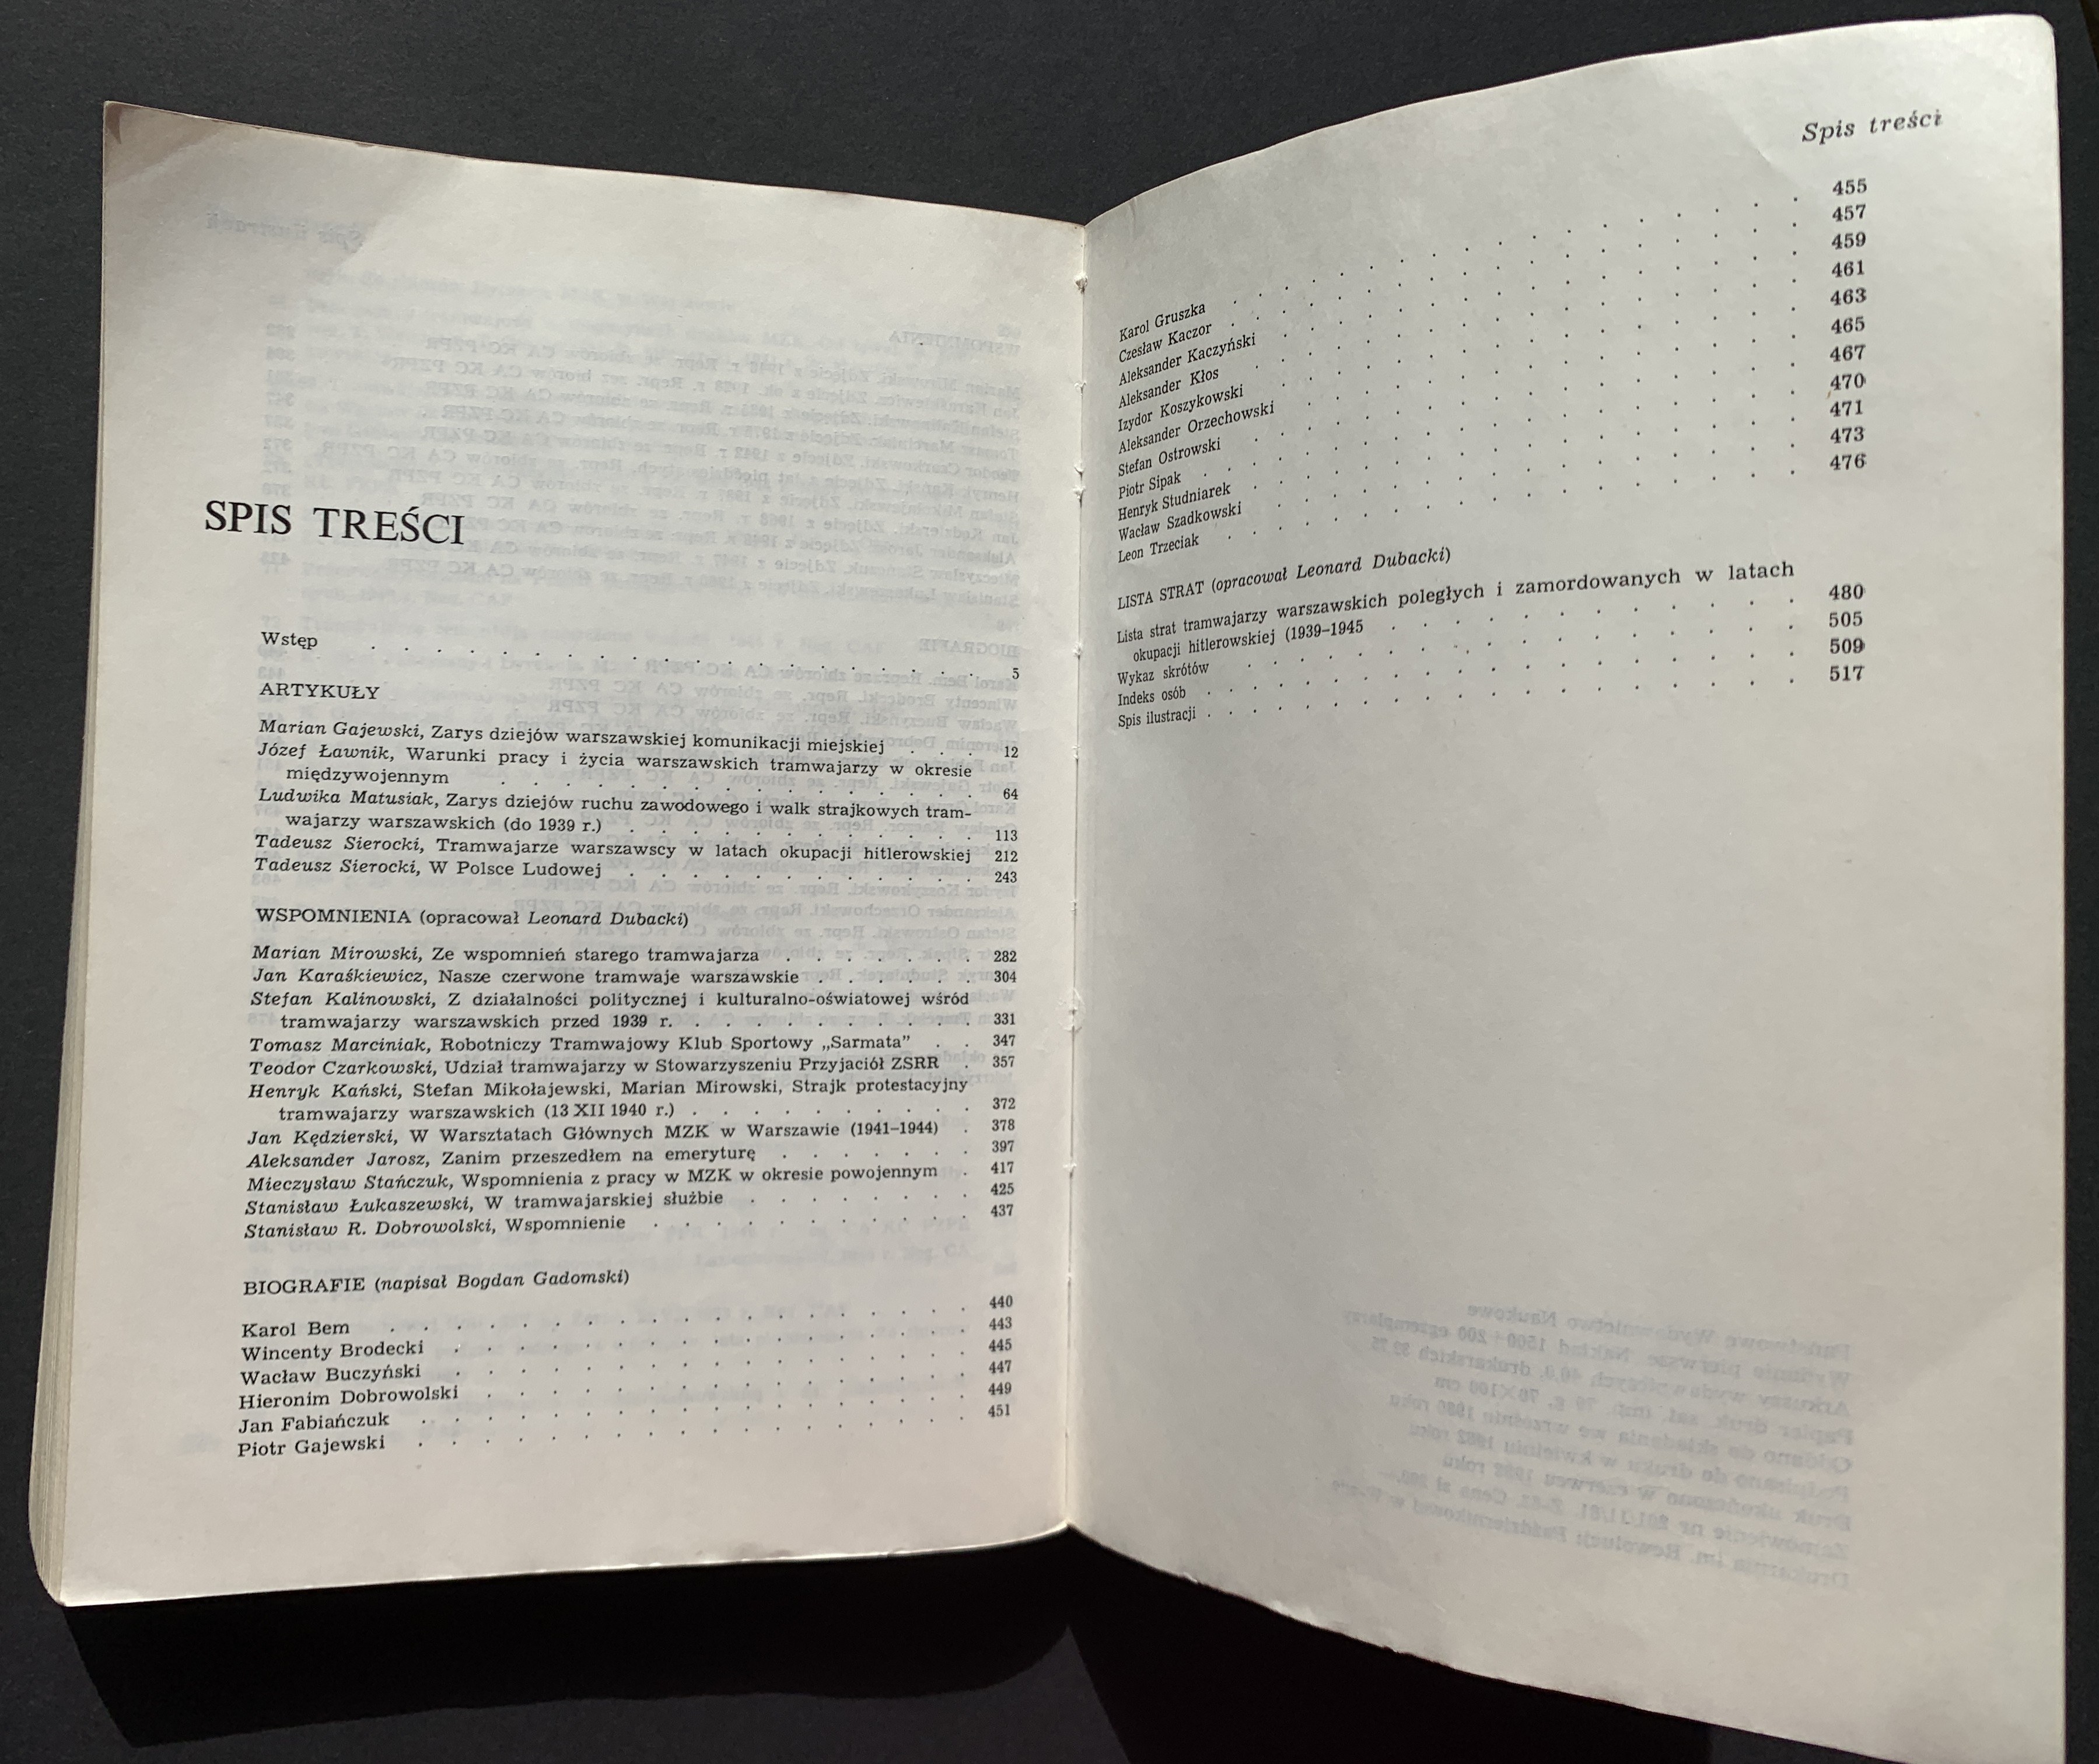 SPIS TREŚCI
Wstęp . . . . . . . . . . . . . . . . . . . . 5
ARTYKUŁY
Marian Gajewski, Zarys dziejów warszawskiej komunikacji miejskiej . . . 12
Józef Ławnik, Warunki pracy i życia warszawskich tramwajarzy w okresie
międzywojennym . . . . . . . . . . . . . . . 64
Ludwika Matusiak, Zarys dziejów ruchu zawodowego i walk strajkowych tram-
wajarzy warszawskich (do 1939 r.) . . . . . . . . . . . . 113
Tadeusz Sierocki, Tramwajarze warszawscy w latach okupacji hitlerowskiej 212
Tadeusz Sierocki, W Polsce Ludowej . . . . . . . . . . . . 243
WSPOMNIENIA (opracował Leonard Dubacki)
Marian Mirowski, Ze wspomnień starego tramwajarza . . . . . . . 282
Jan Karaśkiewicz, Nasze czerwone tramwaje warszawskie . . . . . . 304
Stefan Kalinowski, Z działalności politycznej i kulturalno-oświatowej wśród
tramwajarzy warszawskich przed 1939 r. . . . . . . . . . . 331
Tomasz Marciniak, Robotniczy Tramwajowy Klub Sportowy „Sarmata” . . 347
Teodor Czarkowski, Udział tramwajarzy w Stowarzyszeniu Przyjaciół ZSRR . 357
Henryk Kański, Stefan Mikołajewski, Marian Mirowski, Strajk protestacyjny
tramwajarzy warszawskich (13 XII 1940 r.) . . . . . . . . . . 372
Jan Kędzierski, W Warsztatach Głównych MZK w Warszawie (1941–1944) . 378
Aleksander Jarosz, Zanim przeszedłem na emeryturę . . . . . . . 397
Mieczysław Stańczuk, Wspomnienia z pracy w MZK w okresie powojennym . 417
Stanisław Łukaszewski, W tramwajarskiej służbie . . . . . . . . 425
Stanisław R. Dobrowolski, Wspomnienie . . . . . . . . . . . 437
BIOGRAFIE (napisał Bogdan Gadomski)
Karol Bem . . . . . . . . . . . . . . . . . . 440
Wincenty Brodecki . . . . . . . . . . . . . . . . . 443
Wacław Buczyński . . . . . . . . . . . . . . . . . 445
Hieronim Dobrowolski . . . . . . . . . . . . . . . . 447
Jan Fabiańczuk . . . . . . . . . . . . . . . . . . 449
Piotr Gajewski . . . . . . . . . . . . . . . . . . 451
Spis treści
Karol Gruszka . . . . . . . . . . . . . . . . . . 455
Czesław Kaczor . . . . . . . . . . . . . . . . . . 457
Aleksander Kaczyński . . . . . . . . . . . . . . . . 459
Aleksander Kłos . . . . . . . . . . . . . . . . . 461
Izydor Koszykowski . . . . . . . . . . . . . . . . . 463
Aleksander Orzechowski . . . . . . . . . . . . . . . . 465
Stefan Ostrowski . . . . . . . . . . . . . . . . . 467
Piotr Sipak . . . . . . . . . . . . . . . . . . . 470
Henryk Studniarek . . . . . . . . . . . . . . . . . 471
Wacław Szadkowski . . . . . . . . . . . . . . . . . 473
Leon Trzeciak . . . . . . . . . . . . . . . . . . 476
LISTA STRAT (opracował Leonard Dubacki)
Lista strat tramwajarzy warszawskich poległych i zamordowanych w latach
okupacji hitlerowskiej (1939–1945 . . . . . . . . . . . . . 480
Wykaz skrótów . . . . . . . . . . . . . . . . . . 505
Indeks osób . . . . . . . . . . . . . . . . . . . 509
Spis ilustracji . . . . . . . . . . . . . . . . . . . 517